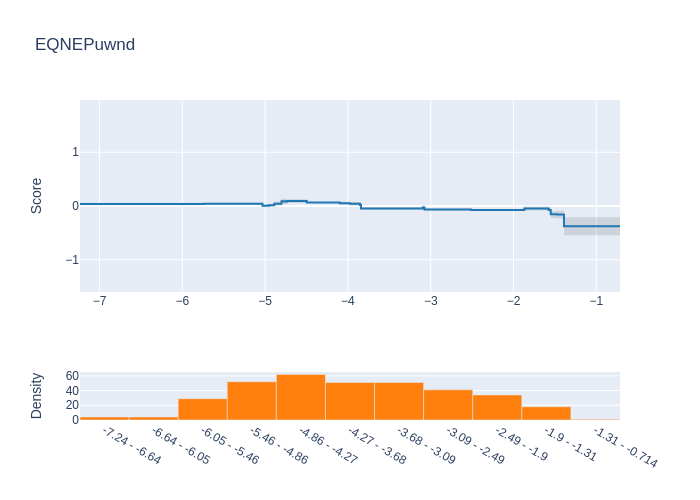 EQNEPuwnd
Score
1
0
−1
−7
−6
−5
−4
−3
−2
−1
Density
60
40
20
0
-7.24 - -6.64
-6.64 - -6.05
-6.05 - -5.46
-5.46 - -4.86
-4.86 - -4.27
-4.27 - -3.68
-3.68 - -3.09
-3.09 - -2.49
-2.49 - -1.9
-1.9 - -1.31
-1.31 - -0.714